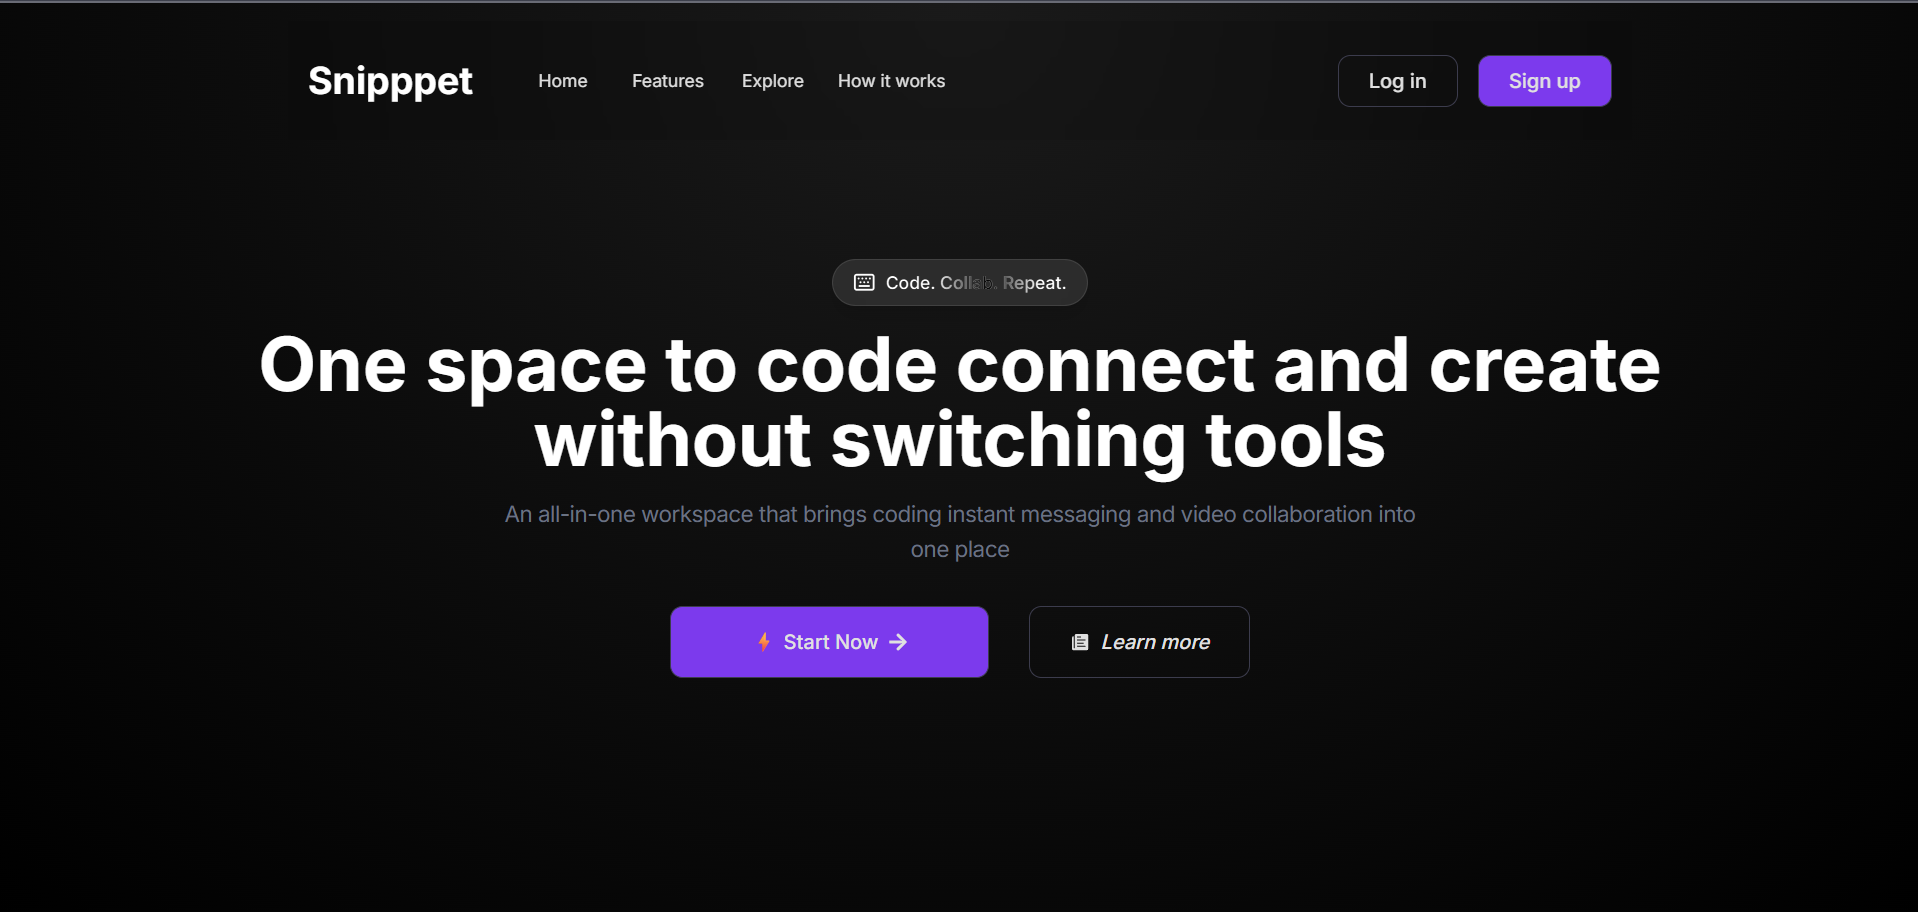 Snipppet
Home
Features
Explore
How it works
Log in
Sign up
Code. Collab. Repeat.
One space to code connect and create
without switching tools
An all-in-one workspace that brings coding instant messaging and video collaboration into
one place
Start Now
Learn more